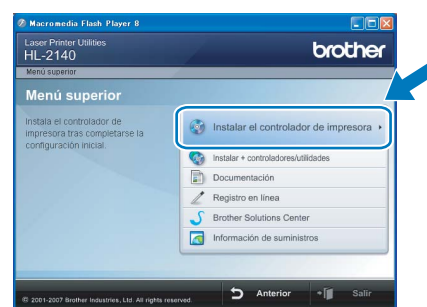 Macromedia Flash Player 8
Laser Printer Utilities
HL-2140
brother
Menú superior
Menú superior
Instala el controlador de
impresora tras completarse la
configuración inicial.
Instalar el controlador de impresora
Instalar + controladores/utilidades
Documentación
Registro en línea
Brother Solutions Center
Información de suministros
© 2001-2007 Brother Industries, Ltd. All rights reserved.
Anterior
Salir